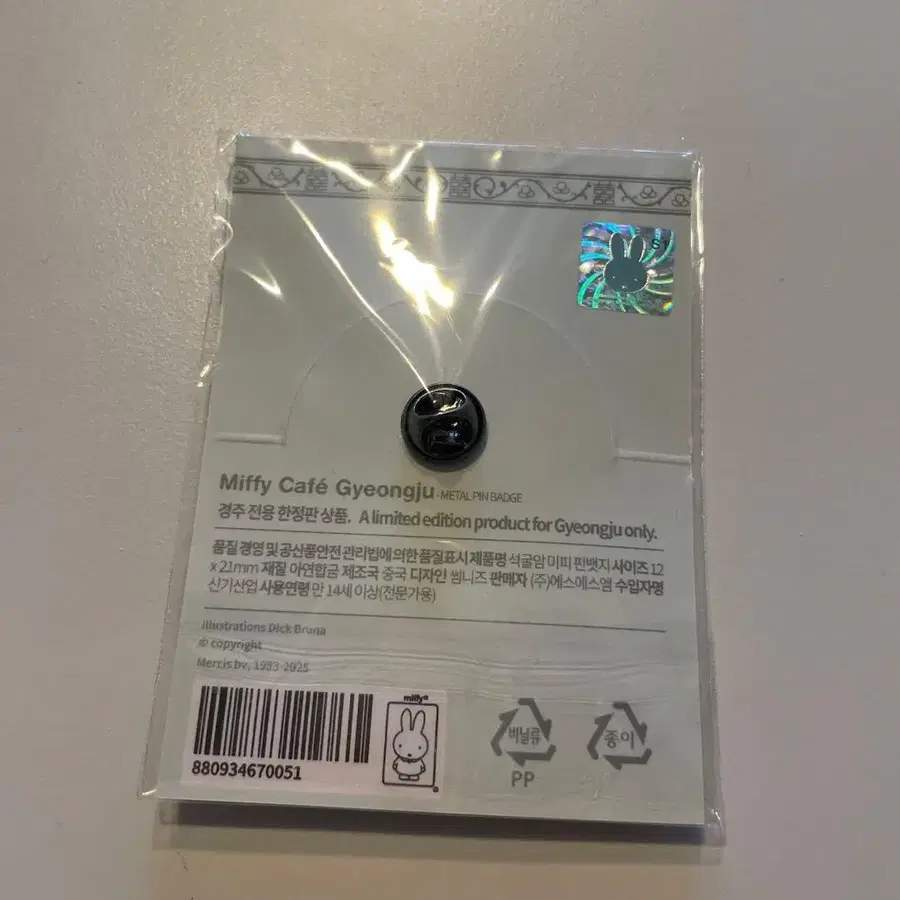 S1
Miffy Café Gyeongju - METAL PIN BADGE
경주 전용 한정판 상품. A limited edition product for Gyeongju only.
품질 경영 및 공산품안전 관리법에 의한 품질표시 제품명 석굴암 미피 핀뱃지 사이즈 12
x 21mm 재질 아연합금 제조국 중국 디자인 썸니즈 판매자 (주)에스에스앰 수입자명
신기산업 사용연령 만 14세 이상(전문가용)
illustrations Dick Bruna
© copyright
Mercis bv, 1953-2025
miffy®
880934670051
비닐류
PP
종이